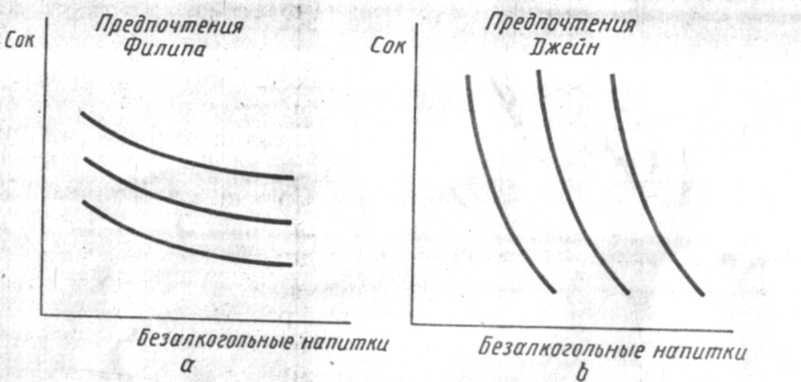 Предпочтения
Филипа
Сок
Безалкогольные напитки
a
Предпочтения
Джейн
Сок
Безалкогольные напитки
b